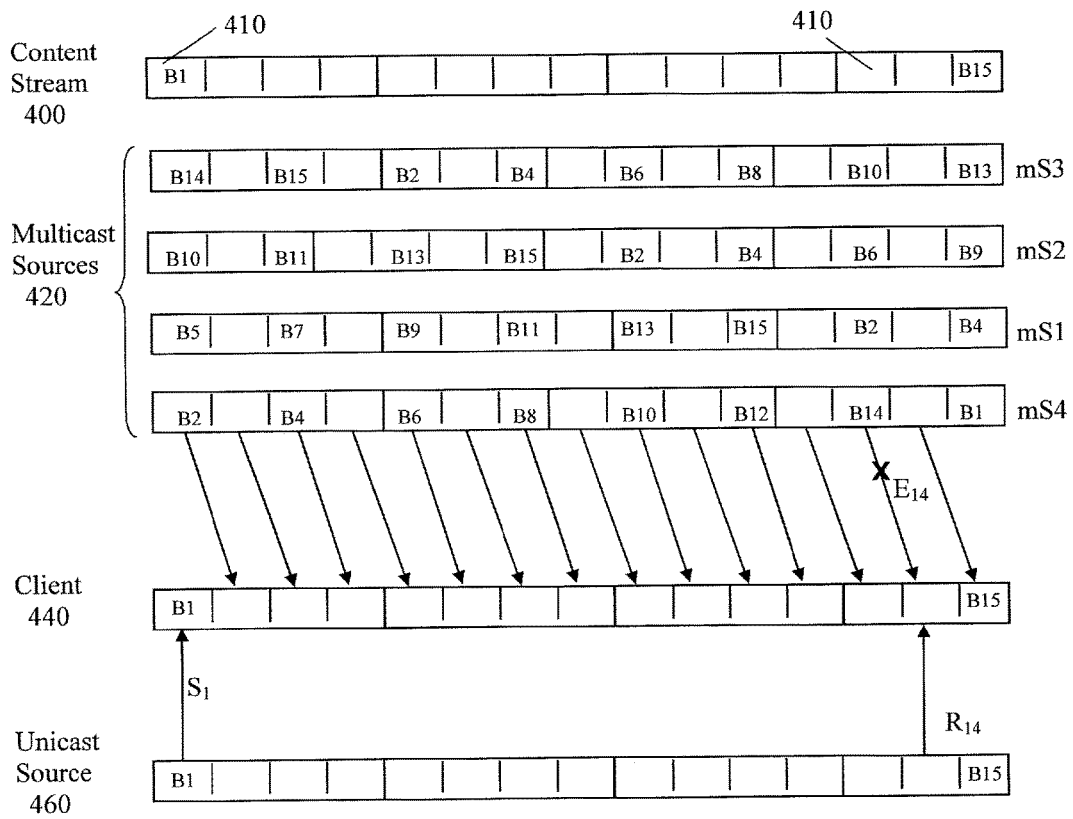 410
410
Content
Stream
400
B1 B15
B14 B15 B2 B4 B6 B8 B10 B13 mS3
Multicast
Sources
420
B10 B11 B13 B15 B2 B4 B6 B9 mS2
B5 B7 B9 B11 B13 B15 B2 B4 mS1
B2 B4 B6 B8 B10 B12 B14 B1 mS4
X
E14
Client
440
B1 B15
S1
R14
Unicast
Source
460
B1 B15